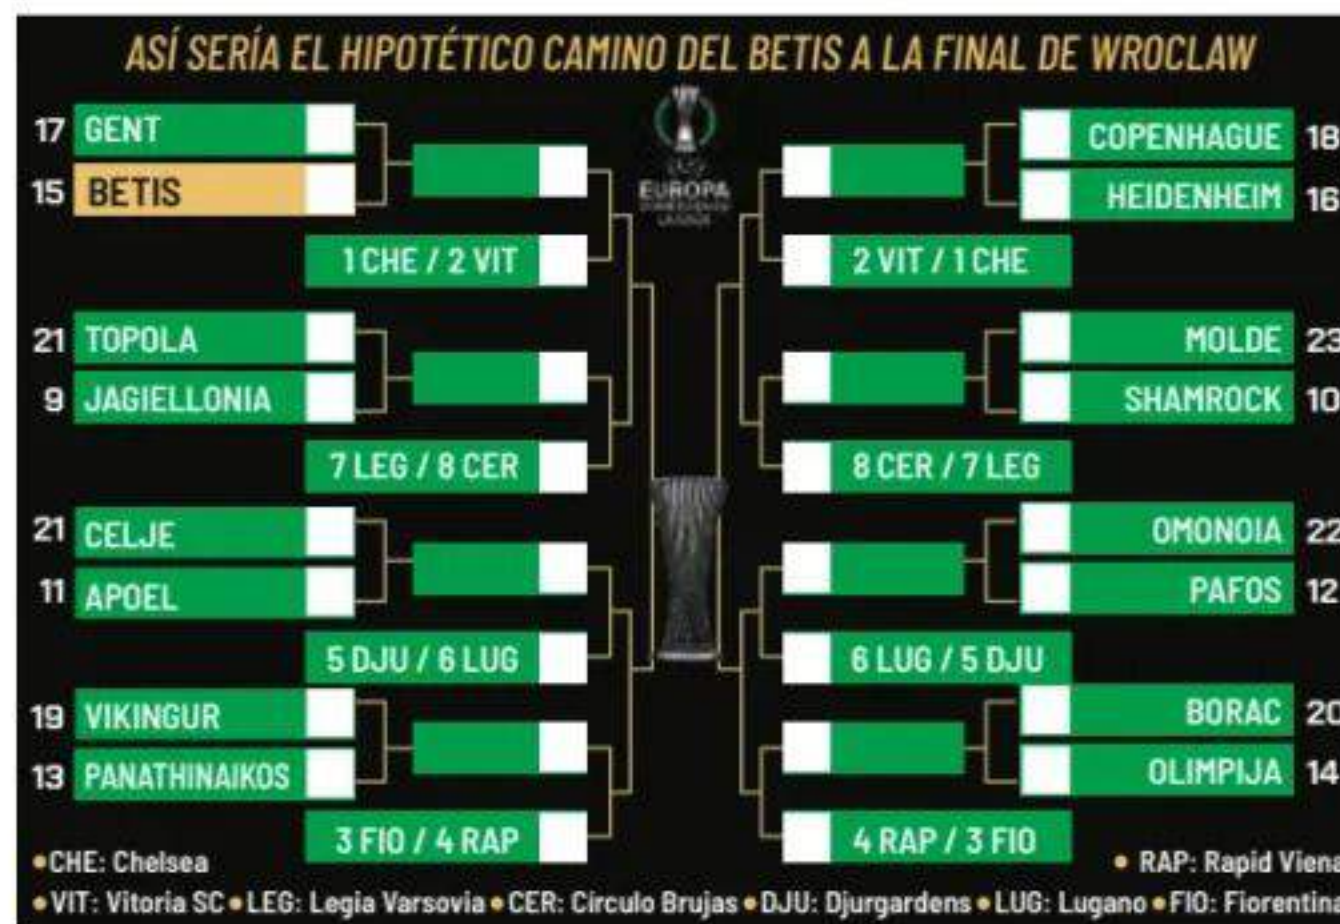 ASÍ SERÍA EL HIPOTÉTICO CAMINO DEL BETIS A LA FINAL DE WROCLAW
17 GENT
15 BETIS
1 CHE / 2 VIT
21 TOPOLA
9 JAGIELLONIA
7 LEG / 8 CER
21 CELJE
11 APOEL
5 DJU / 6 LUG
19 VIKINGUR
13 PANATHINAIKOS
3 FIO / 4 RAP
EUROPA
COPENHAGUE 18
HEIDENHEIM 16
2 VIT / 1 CHE
MOLDE 23
SHAMROCK 10
8 CER / 7 LEG
OMONOIA 22
PAFOS 12
6 LUG / 5 DJU
BORAC 20
OLIMPIJA 14
4 RAP / 3 FIO
•CHE: Chelsea
• RAP: Rapid Viena
•VIT: Vitoria SC •LEG: Legia Varsovia •CER: Círculo Brujas •DJU: Djurgardens •LUG: Lugano •FIO: Fiorentina